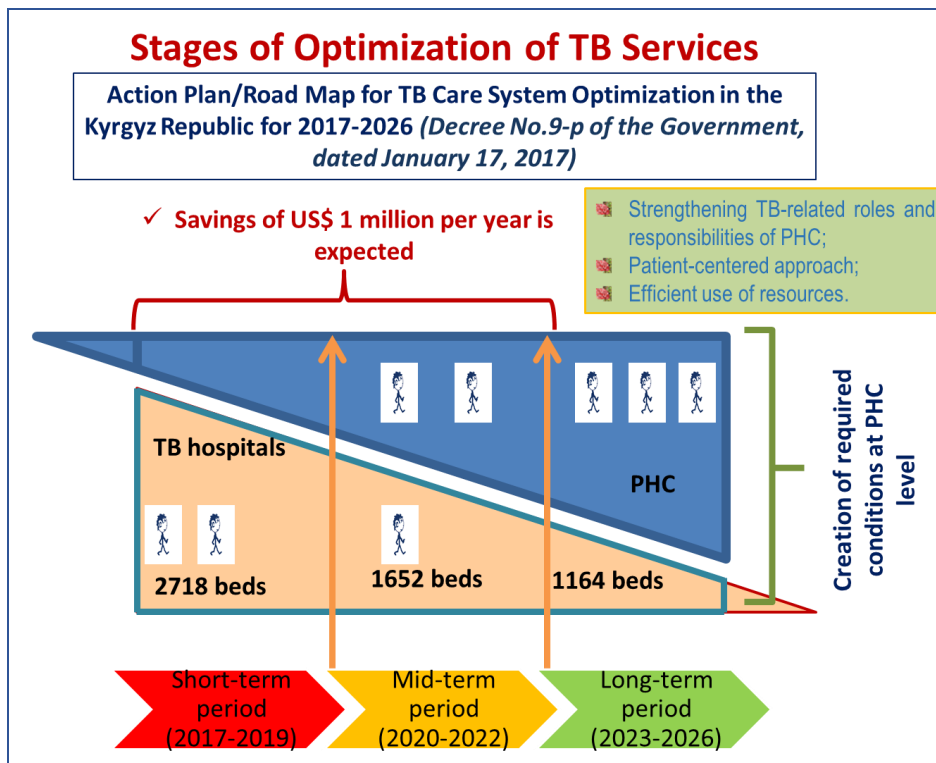 Stages of Optimization of TB Services
Action Plan/Road Map for TB Care System Optimization in the
Kyrgyz Republic for 2017-2026 (Decree No.9-p of the Government,
dated January 17, 2017)
✓ Savings of US$ 1 million per year is
expected
Strengthening TB-related roles and
responsibilities of PHC;
Patient-centered approach;
Efficient use of resources.
TB hospitals
PHC
2718 beds
1652 beds
1164 beds
Creation of required
conditions at PHC
level
Short-term
period
(2017-2019)
Mid-term
period
(2020-2022)
Long-term
period
(2023-2026)